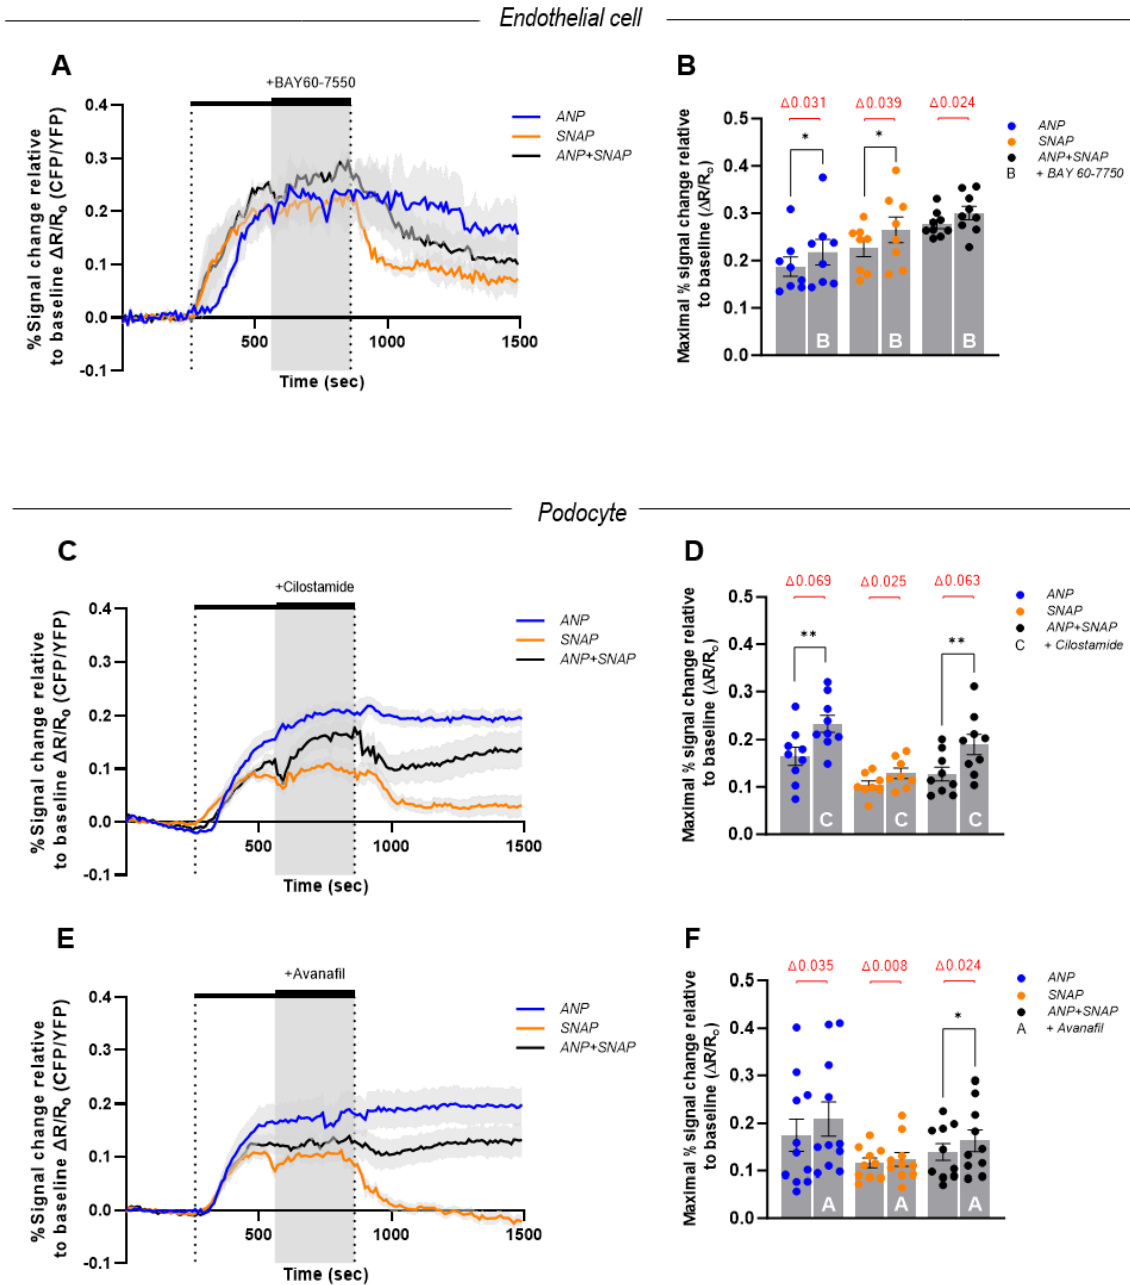 Endothelial cell
A
+BAY60-7550
%Signal change relative
to baseline ΔR/R₀ (CFP/YFP)
0.4
0.3
0.2
0.1
0.0
-0.1
500
1000
1500
Time (sec)
ANP
SNAP
ANP+SNAP
B
Maximal % signal change relative
to baseline (ΔR/R₀)
0.5
0.4
0.3
0.2
0.1
0.0
Δ0.031
Δ0.039
Δ0.024
*
*
B
B
B
ANP
SNAP
ANP+SNAP
B + BAY 60-7750
Podocyte
C
+Cilostamide
%Signal change relative
to baseline ΔR/R₀ (CFP/YFP)
0.4
0.3
0.2
0.1
0.0
-0.1
500
1000
1500
Time (sec)
ANP
SNAP
ANP+SNAP
D
Maximal % signal change relative
to baseline (ΔR/R₀)
0.5
0.4
0.3
0.2
0.1
0.0
Δ0.069
Δ0.025
Δ0.063
**
**
C
C
C
ANP
SNAP
ANP+SNAP
C + Cilostamide
E
+Avanafil
%Signal change relative
to baseline ΔR/R₀ (CFP/YFP)
0.4
0.3
0.2
0.1
0.0
-0.1
500
1000
1500
Time (sec)
ANP
SNAP
ANP+SNAP
F
Maximal % signal change relative
to baseline (ΔR/R₀)
0.5
0.4
0.3
0.2
0.1
0.0
Δ0.035
Δ0.008
Δ0.024
*
A
A
A
ANP
SNAP
ANP+SNAP
A + Avanafil